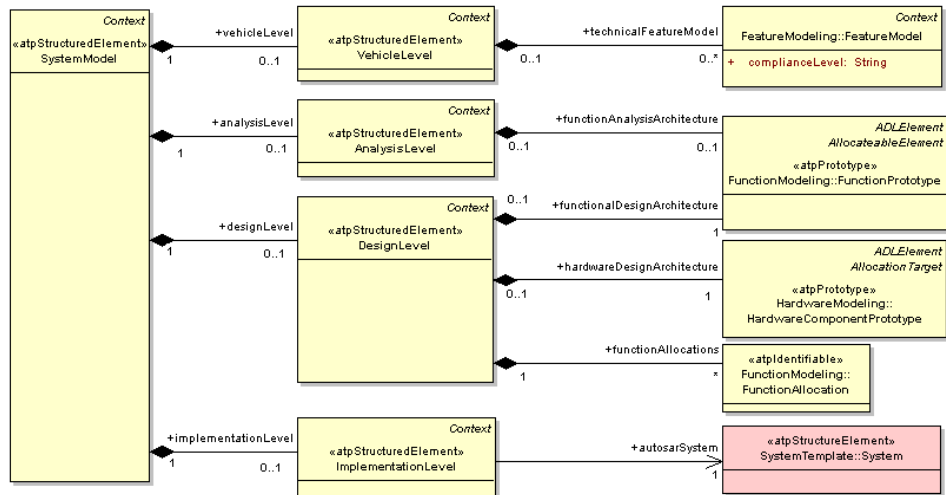 Context
«atpStructuredElement»
SystemModel
+vehicleLevel
1
0..1
Context
«atpStructuredElement»
VehicleLevel
+technicalFeatureModel
0..1
0..*
Context
FeatureModeling::FeatureModel
+ complianceLevel: String
+analysisLevel
1
0..1
Context
«atpStructuredElement»
AnalysisLevel
+functionAnalysisArchitecture
0..1
0..1
ADLElement
AllocateableElement
«atpPrototype»
FunctionModeling::FunctionPrototype
+designLevel
1
0..1
Context
«atpStructuredElement»
DesignLevel
0..1
+functionalDesignArchitecture
1
+hardwareDesignArchitecture
0..1
1
ADLElement
AllocationTarget
«atpPrototype»
HardwareModeling::
HardwareComponentPrototype
+functionAllocations
1
*
«atpIdentifiable»
FunctionModeling::
FunctionAllocation
+implementationLevel
1
0..1
Context
«atpStructuredElement»
ImplementationLevel
+autosarSystem
1
«atpStructureElement»
SystemTemplate::System